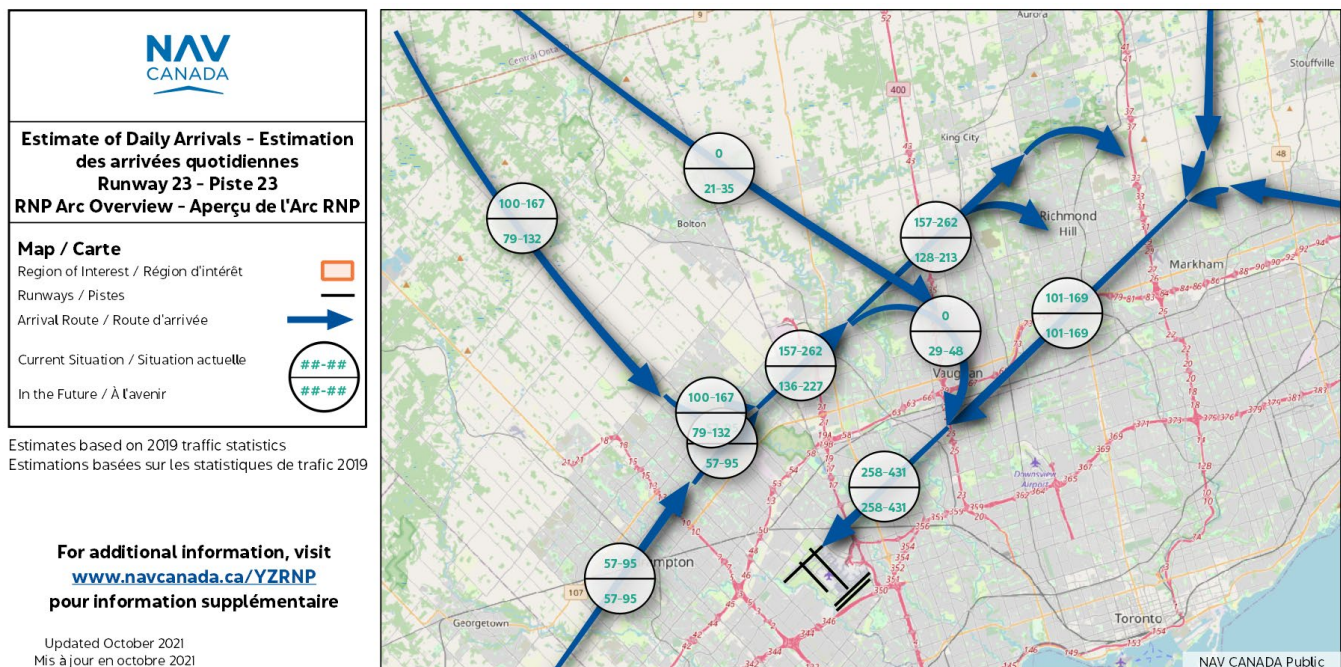 NAV
CANADA
Estimate of Daily Arrivals - Estimation
des arrivées quotidiennes
Runway 23 - Piste 23
RNP Arc Overview - Aperçu de l'Arc RNP
Map / Carte
Region of Interest / Région d'intérêt
Runways / Pistes
Arrival Route / Route d'arrivée
Current Situation / Situation actuelle
##-##
In the Future / À l'avenir
##-##
Estimates based on 2019 traffic statistics
Estimations basées sur les statistiques de trafic 2019
For additional information, visit
www.navcanada.ca/YZRNP
pour information supplémentaire
Updated October 2021
Mis à jour en octobre 2021
9
Aurora
Central Ontario
Stouffville
400
King City
48
0
21-35
100-167
79-132
Bolton
157-262
128-213
Richmond
Hill
Markham
101-169
101-169
0
29-48
Vaughan
157-262
136-227
100-167
79-132
57-95
258-431
258-431
Downsview
Airport
57-95
57-95
107
Georgetown
Toronto
NAV CANADA Public